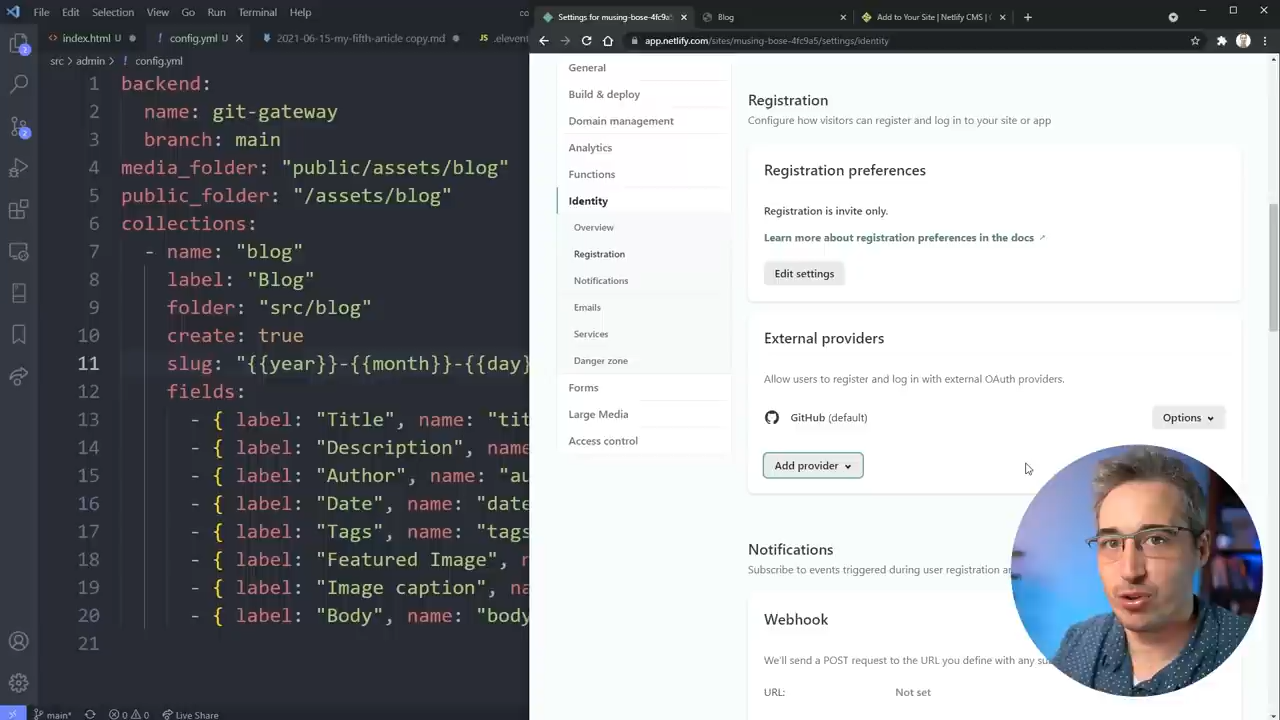 File Edit Selection View Go Run Terminal Help
index.html U
config.yml U
2021-06-15-my-fifth-article copy.md
JS .eleven
src > admin > config.yml
1 backend:
2 name: git-gateway
3 branch: main
4 media_folder: "public/assets/blog"
5 public_folder: "/assets/blog"
6 collections:
7 - name: "blog"
8 label: "Blog"
9 folder: "src/blog"
10 create: true
11 slug: "{{year}}-{{month}}-{{day}
12 fields:
13 - { label: "Title", name: "tit
14 - { label: "Description", name
15 - { label: "Author", name: "au
16 - { label: "Date", name: "date
17 - { label: "Tags", name: "tags
18 - { label: "Featured Image", n
19 - { label: "Image caption", na
20 - { label: "Body", name: "body
21
main* 0 0 Live Share
Settings for musing-bose-4fc9a5
Blog
Add to Your Site | Netlify CMS |
app.netlify.com/sites/musing-bose-4fc9a5/settings/identity
General
Build & deploy
Domain management
Analytics
Functions
Identity
Overview
Registration
Notifications
Emails
Services
Danger zone
Forms
Large Media
Access control
Registration
Configure how visitors can register and log in to your site or app
Registration preferences
Registration is invite only.
Learn more about registration preferences in the docs
Edit settings
External providers
Allow users to register and log in with external OAuth providers.
GitHub (default)
Options
Add provider
Notifications
Subscribe to events triggered during user registration
Webhook
We'll send a POST request to the URL you define with any
URL: Not set